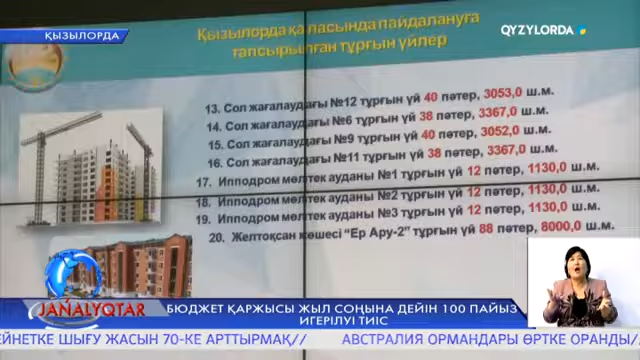 ҚЫЗЫЛОРДА
QYZYLORDA
Қызылорда қаласында пайдалануға
тапсырылған тұрғын үйлер
13. Сол жағалаудағы №12 тұрғын үй 40 пәтер, 3053,0 ш.м.
14. Сол жағалаудағы №6 тұрғын үй 38 пәтер, 3367,0 ш.м.
15. Сол жағалаудағы №9 тұрғын үй 40 пәтер, 3052,0 ш.м.
16. Сол жағалаудағы №11 тұрғын үй 38 пәтер, 3367,0 ш.м.
17. Ипподром мөлтек ауданы №1 тұрғын үй 12 пәтер, 1130,0 ш.м.
18. Ипподром мөлтек ауданы №2 тұрғын үй 12 пәтер, 1130,0 ш.м.
19. Ипподром мөлтек ауданы №3 тұрғын үй 12 пәтер, 1130,0 ш.м.
20. Желтоқсан көшесі “Ер Ару-2” тұрғын үй 88 пәтер, 8000,0 ш.м.
JAŃALYQTAR
БЮДЖЕТ ҚАРЖЫСЫ ЖЫЛ СОҢЫНА ДЕЙІН 100 ПАЙЫЗ
ИГЕРІЛУІ ТИІС
ЕЙНЕТКЕ ШЫҒУ ЖАСЫН 70-КЕ АРТТЫРМАҚ// АВСТРАЛИЯ ОРМАНДАРЫ ӨРТКЕ ОРАНДЫ/